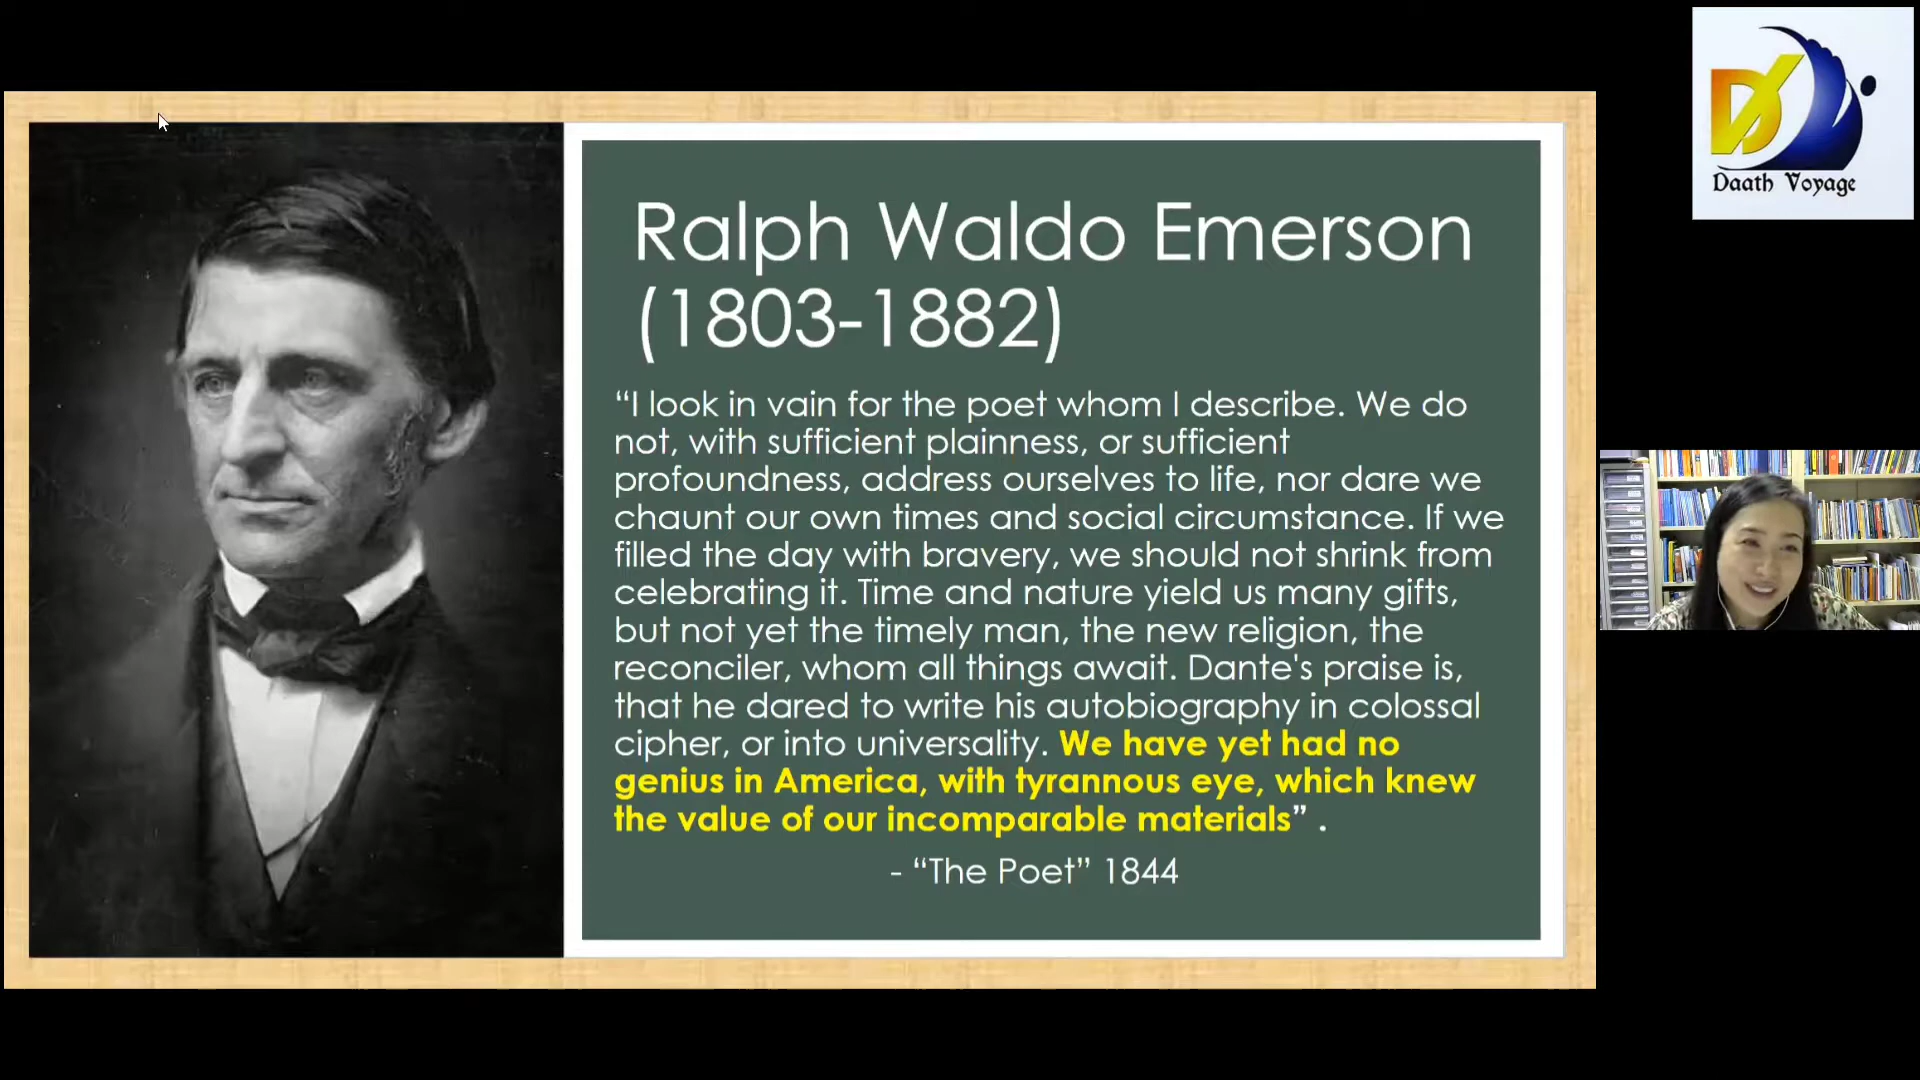 Ralph Waldo Emerson
(1803-1882)
“I look in vain for the poet whom I describe. We do
not, with sufficient plainness, or sufficient
profoundness, address ourselves to life, nor dare we
chaunt our own times and social circumstance. If we
filled the day with bravery, we should not shrink from
celebrating it. Time and nature yield us many gifts,
but not yet the timely man, the new religion, the
reconciler, whom all things await. Dante's praise is,
that he dared to write his autobiography in colossal
cipher, or into universality. We have yet had no
genius in America, with tyrannous eye, which knew
the value of our incomparable materials” .
- “The Poet” 1844
DV
Daath Voyage